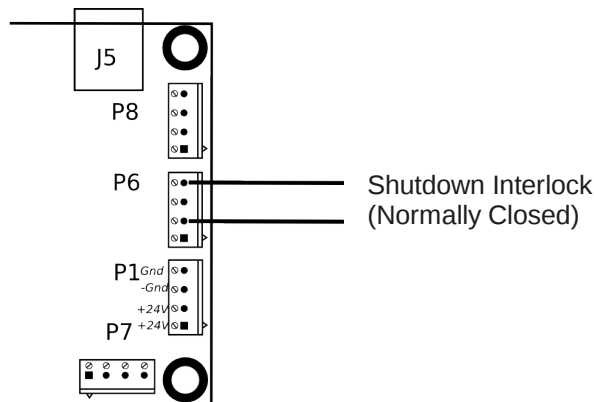 J5
P8
P6
Shutdown Interlock
(Normally Closed)
P1 Gnd
-Gnd
+24V
P7 +24V